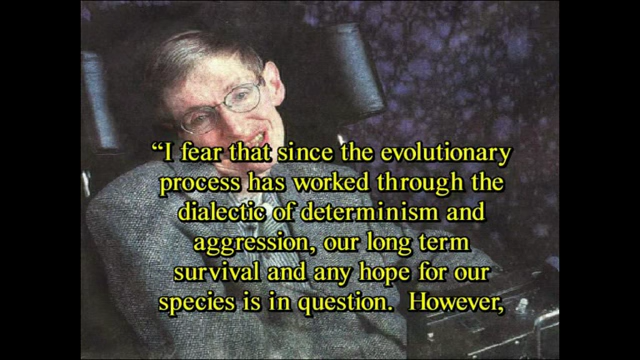 “I fear that since the evolutionary
process has worked through the
dialectic of determinism and
aggression, our long term
survival and any hope for our
species is in question.  However,